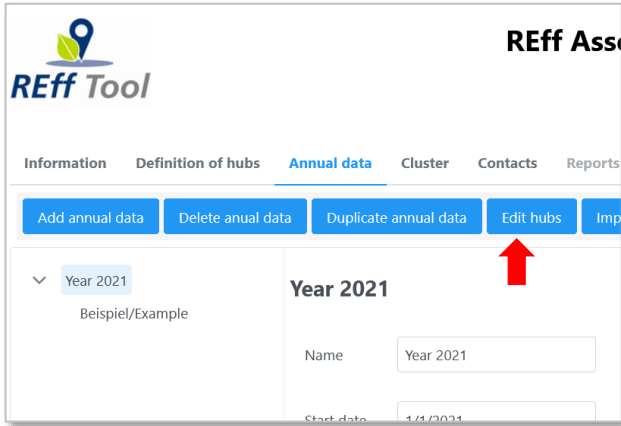 REff Tool
REff Ass
Information Definition of hubs Annual data Cluster Contacts Reports
Add annual data Delete anual data Duplicate annual data Edit hubs Imp
Year 2021
Beispiel/Example
Year 2021
Name Year 2021
Start date 1/1/2021